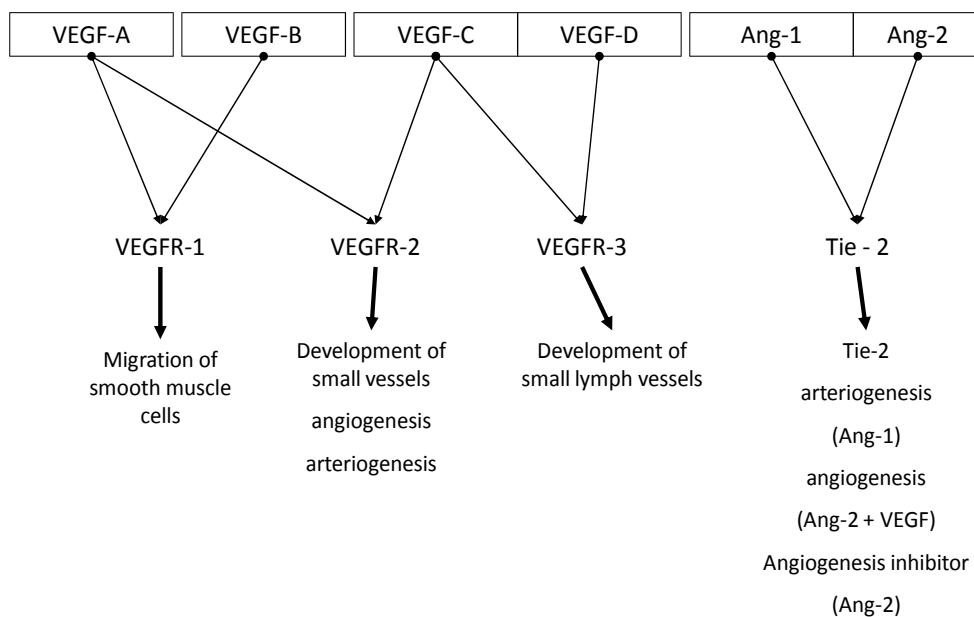 VEGF-A
VEGF-B
VEGF-C
VEGF-D
Ang-1
Ang-2
VEGFR-1
VEGFR-2
VEGFR-3
Tie - 2
Migration of
smooth muscle
cells
Development of
small vessels
angiogenesis
arteriogenesis
Development of
small lymph vessels
Tie-2
arteriogenesis
(Ang-1)
angiogenesis
(Ang-2 + VEGF)
Angiogenesis inhibitor
(Ang-2)